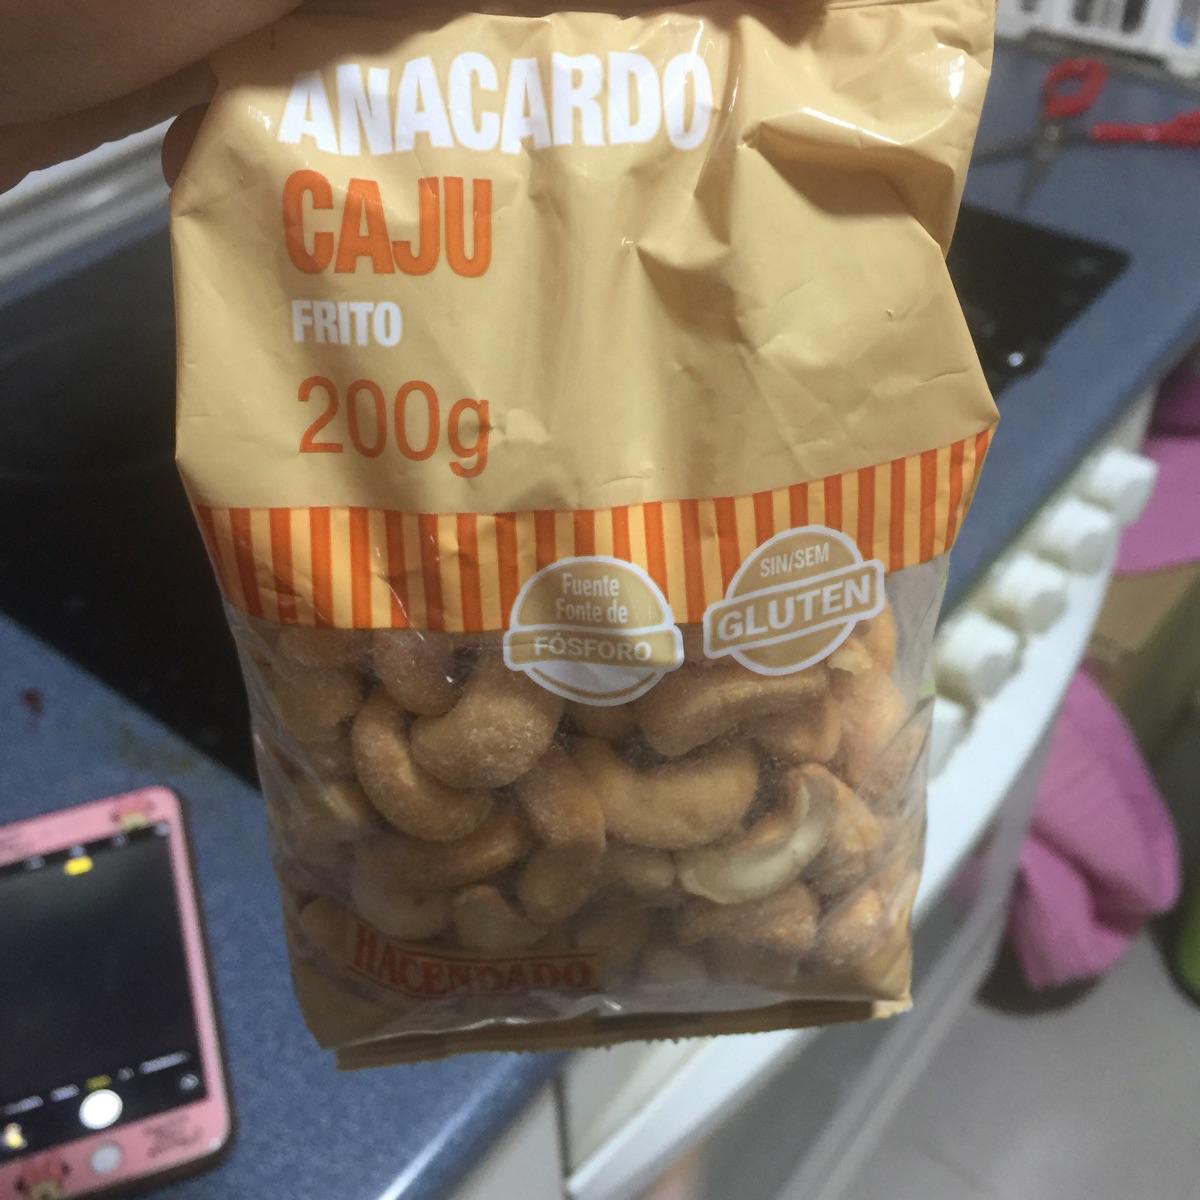 ANACARDO
CAJU
FRITO
200g
Fuente
Fonte de
FÓSFORO
SIN/SEM
GLUTEN
HACENDADO